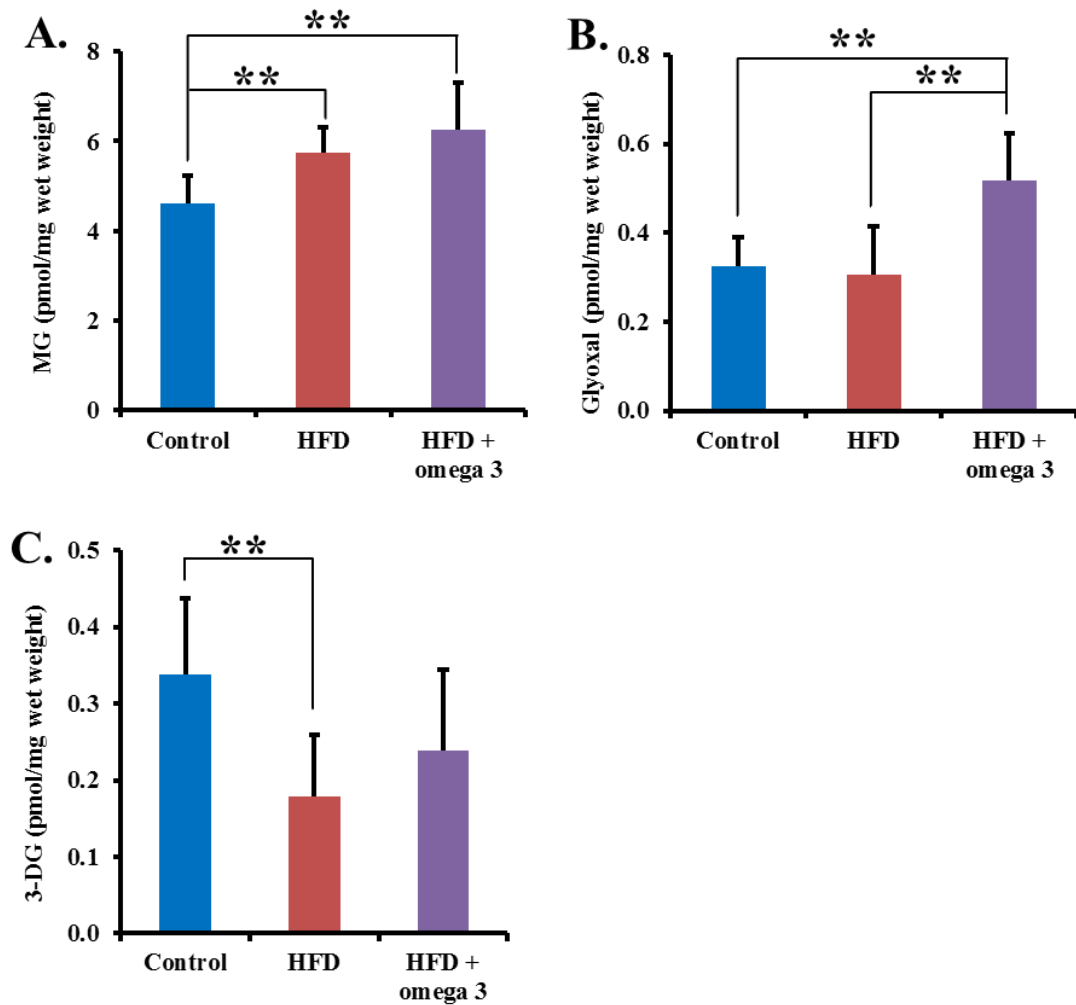 A.
MG (pmol/mg wet weight)
8
6
4
2
0
**
**
Control
HFD
HFD +
omega 3
B.
Glyoxal (pmol/mg wet weight)
0.8
0.6
0.4
0.2
0.0
**
**
Control
HFD
HFD +
omega 3
C.
3-DG (pmol/mg wet weight)
0.5
0.4
0.3
0.2
0.1
0.0
**
Control
HFD
HFD +
omega 3